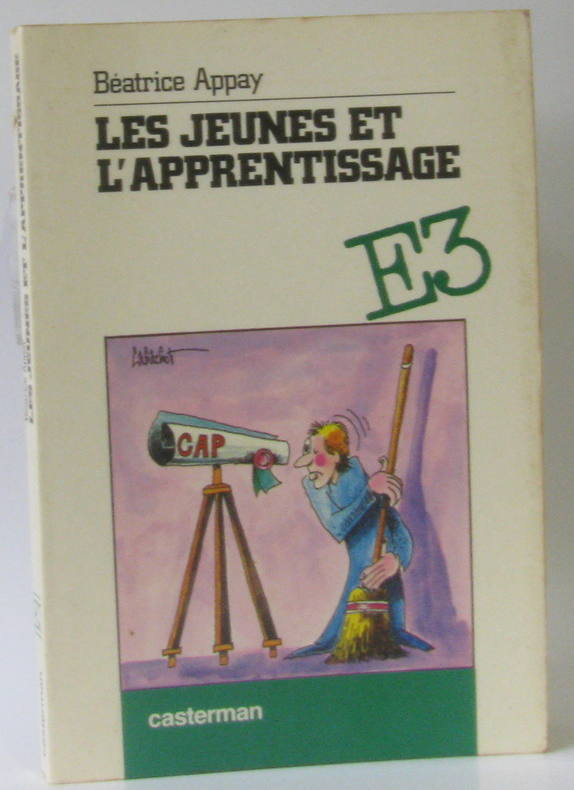 Béatrice Appay
LES JEUNES ET
L'APPRENTISSAGE
E3
CAP
casterman